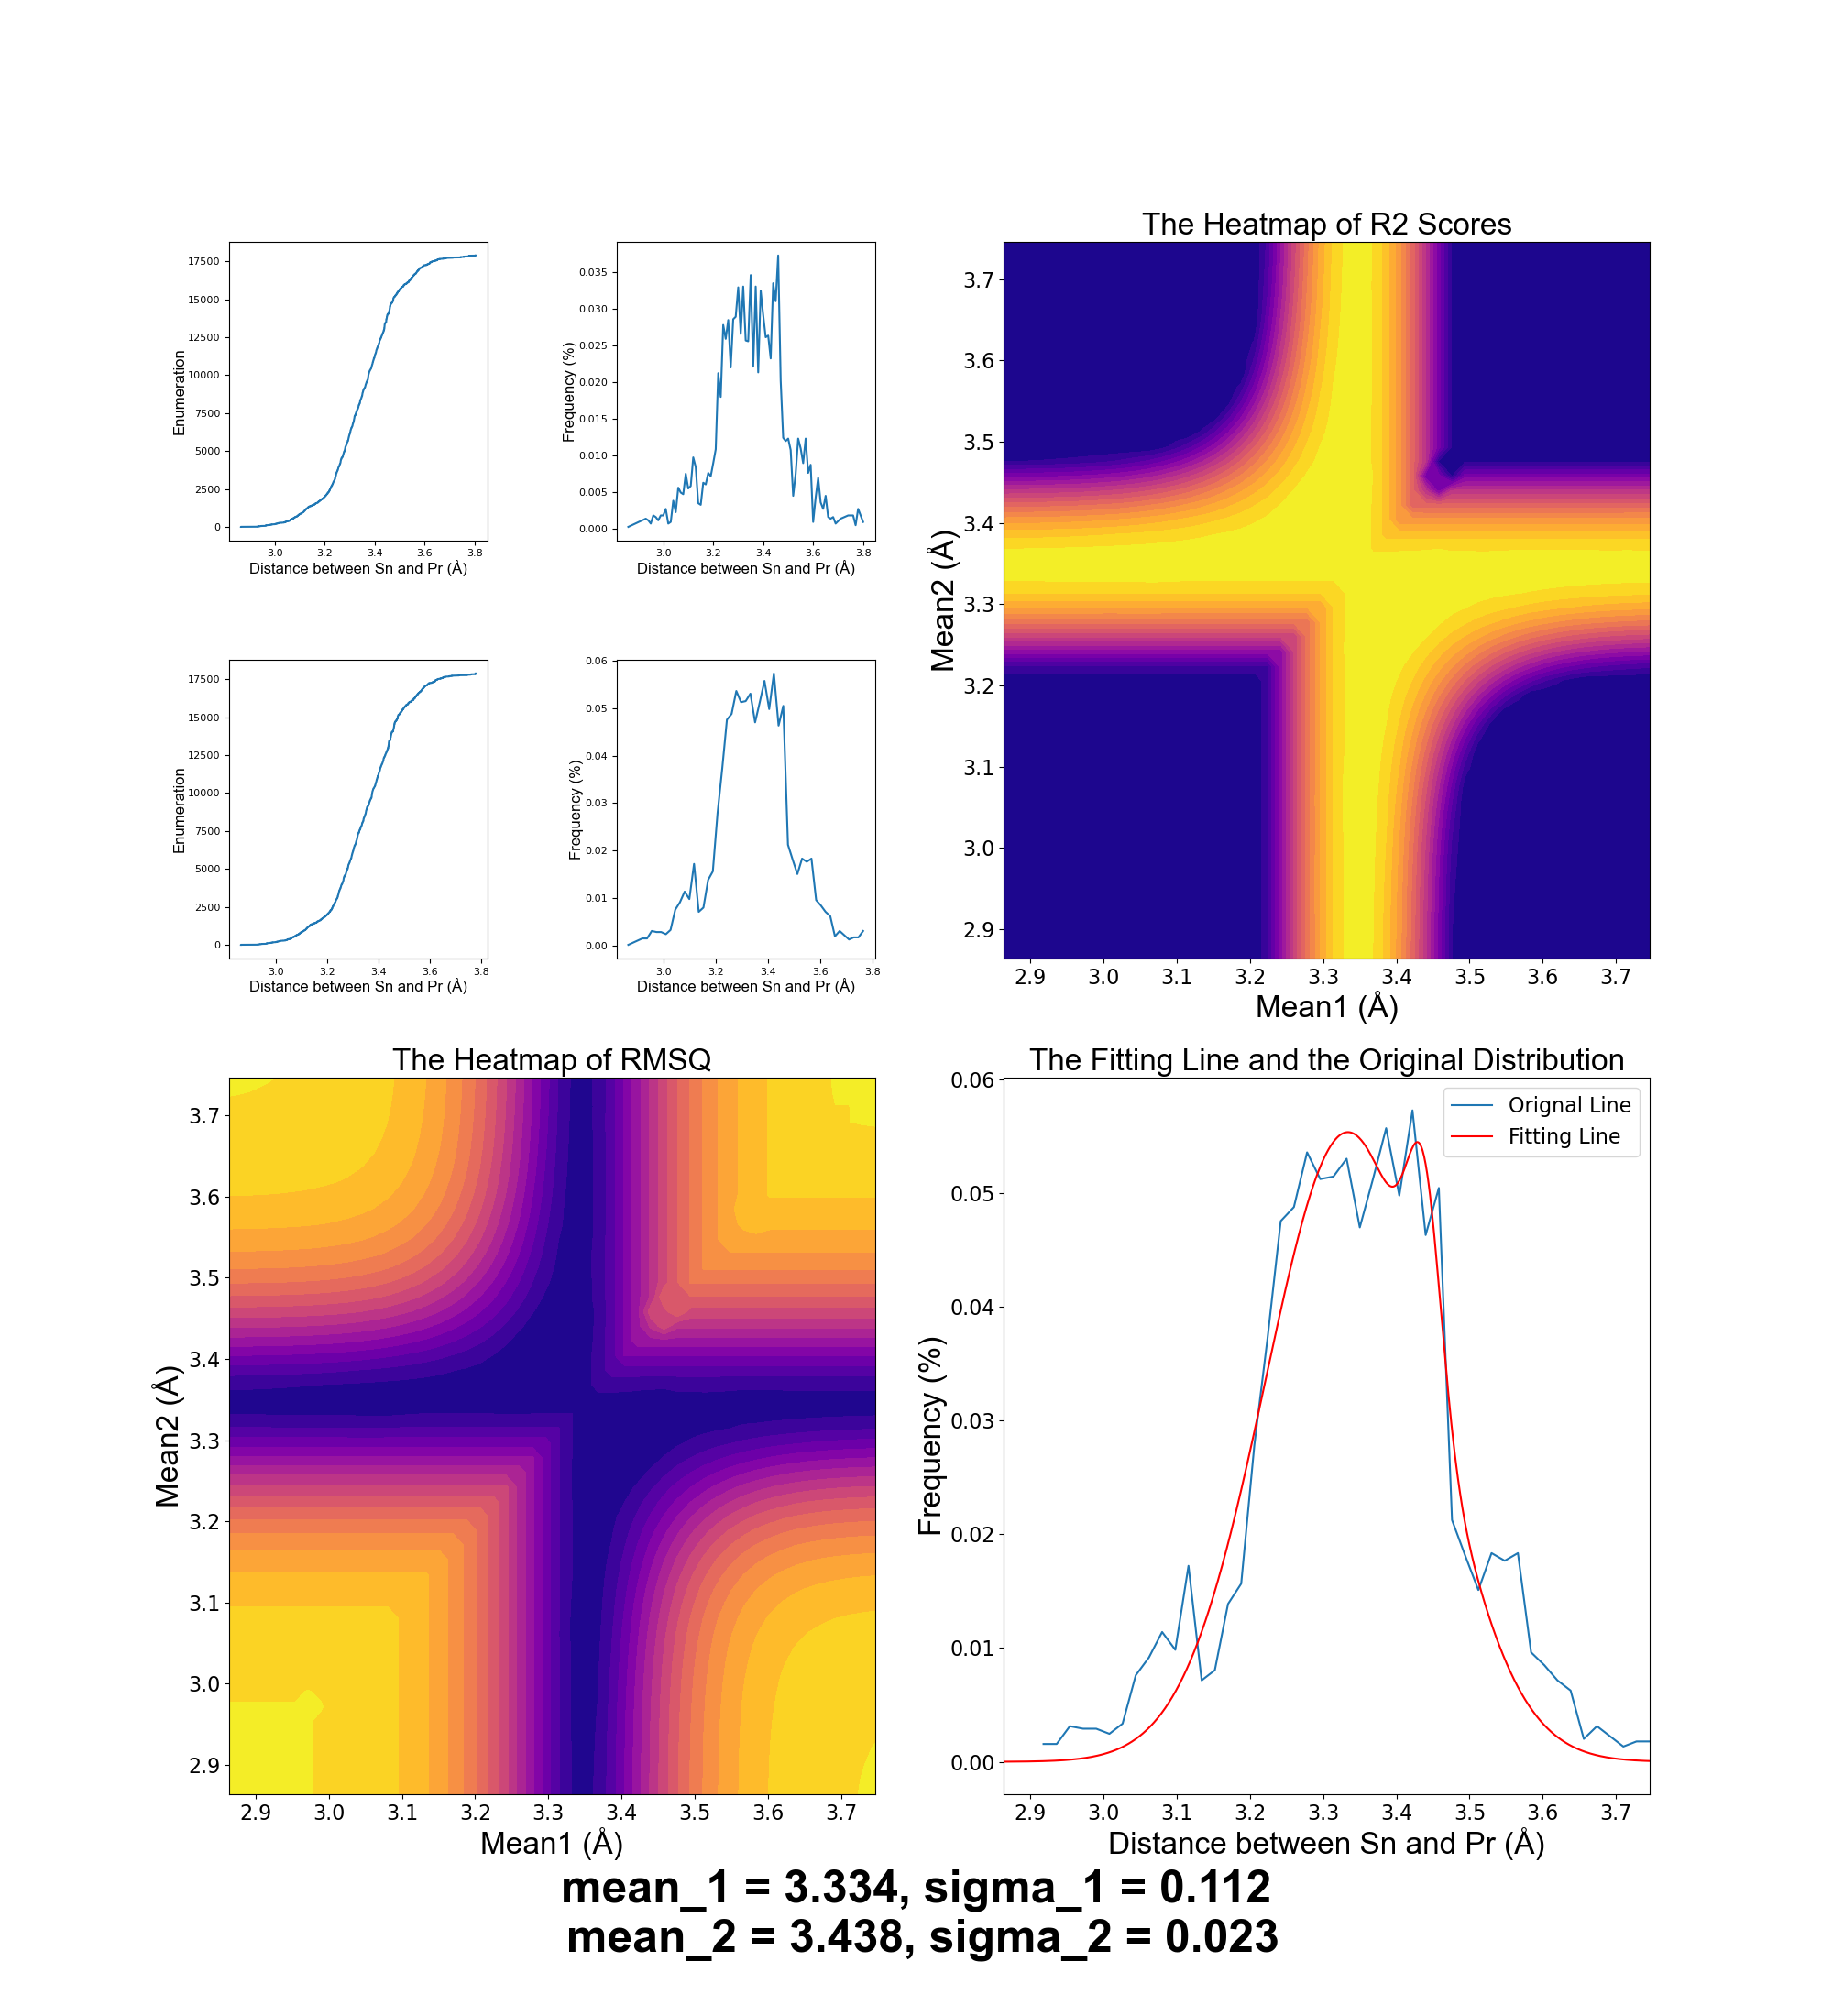 17500
15000
12500
10000
7500
5000
2500
0
Enumeration
3.0 3.2 3.4 3.6 3.8
Distance between Sn and Pr (Å)
0.035
0.030
0.025
0.020
0.015
0.010
0.005
0.000
Frequency (%)
3.0 3.2 3.4 3.6 3.8
Distance between Sn and Pr (Å)
The Heatmap of R2 Scores
3.7
3.6
3.5
3.4
3.3
3.2
3.1
3.0
2.9
Mean2 (Å)
2.9 3.0 3.1 3.2 3.3 3.4 3.5 3.6 3.7
Mean1 (Å)
17500
15000
12500
10000
7500
5000
2500
0
Enumeration
3.0 3.2 3.4 3.6 3.8
Distance between Sn and Pr (Å)
0.06
0.05
0.04
0.03
0.02
0.01
0.00
Frequency (%)
3.0 3.2 3.4 3.6 3.8
Distance between Sn and Pr (Å)
The Heatmap of RMSQ
3.7
3.6
3.5
3.4
3.3
3.2
3.1
3.0
2.9
Mean2 (Å)
2.9 3.0 3.1 3.2 3.3 3.4 3.5 3.6 3.7
Mean1 (Å)
The Fitting Line and the Original Distribution
0.06
0.05
0.04
0.03
0.02
0.01
0.00
Frequency (%)
Orignal Line
Fitting Line
2.9 3.0 3.1 3.2 3.3 3.4 3.5 3.6 3.7
Distance between Sn and Pr (Å)
mean_1 = 3.334, sigma_1 = 0.112
mean_2 = 3.438, sigma_2 = 0.023